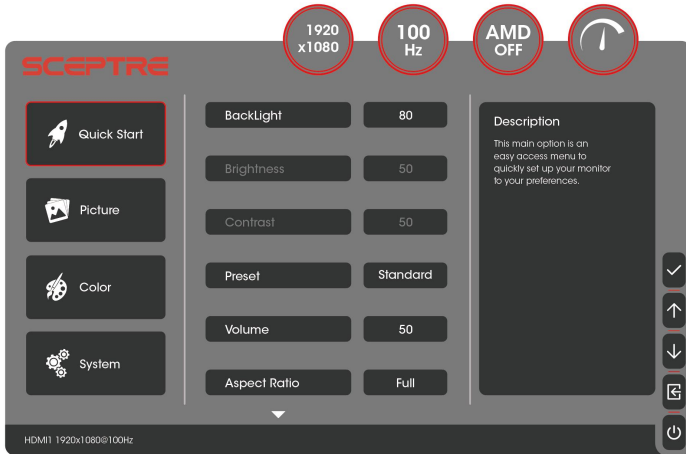 1920
x1080
100
Hz
AMD
OFF
SCEPTRE
Quick Start
Picture
Color
System
BackLight 80
Brightness 50
Contrast 50
Preset Standard
Volume 50
Aspect Ratio Full
Description
This main option is an
easy access menu to
quickly set up your monitor
to your preferences.
HDMI1 1920x1080@100Hz